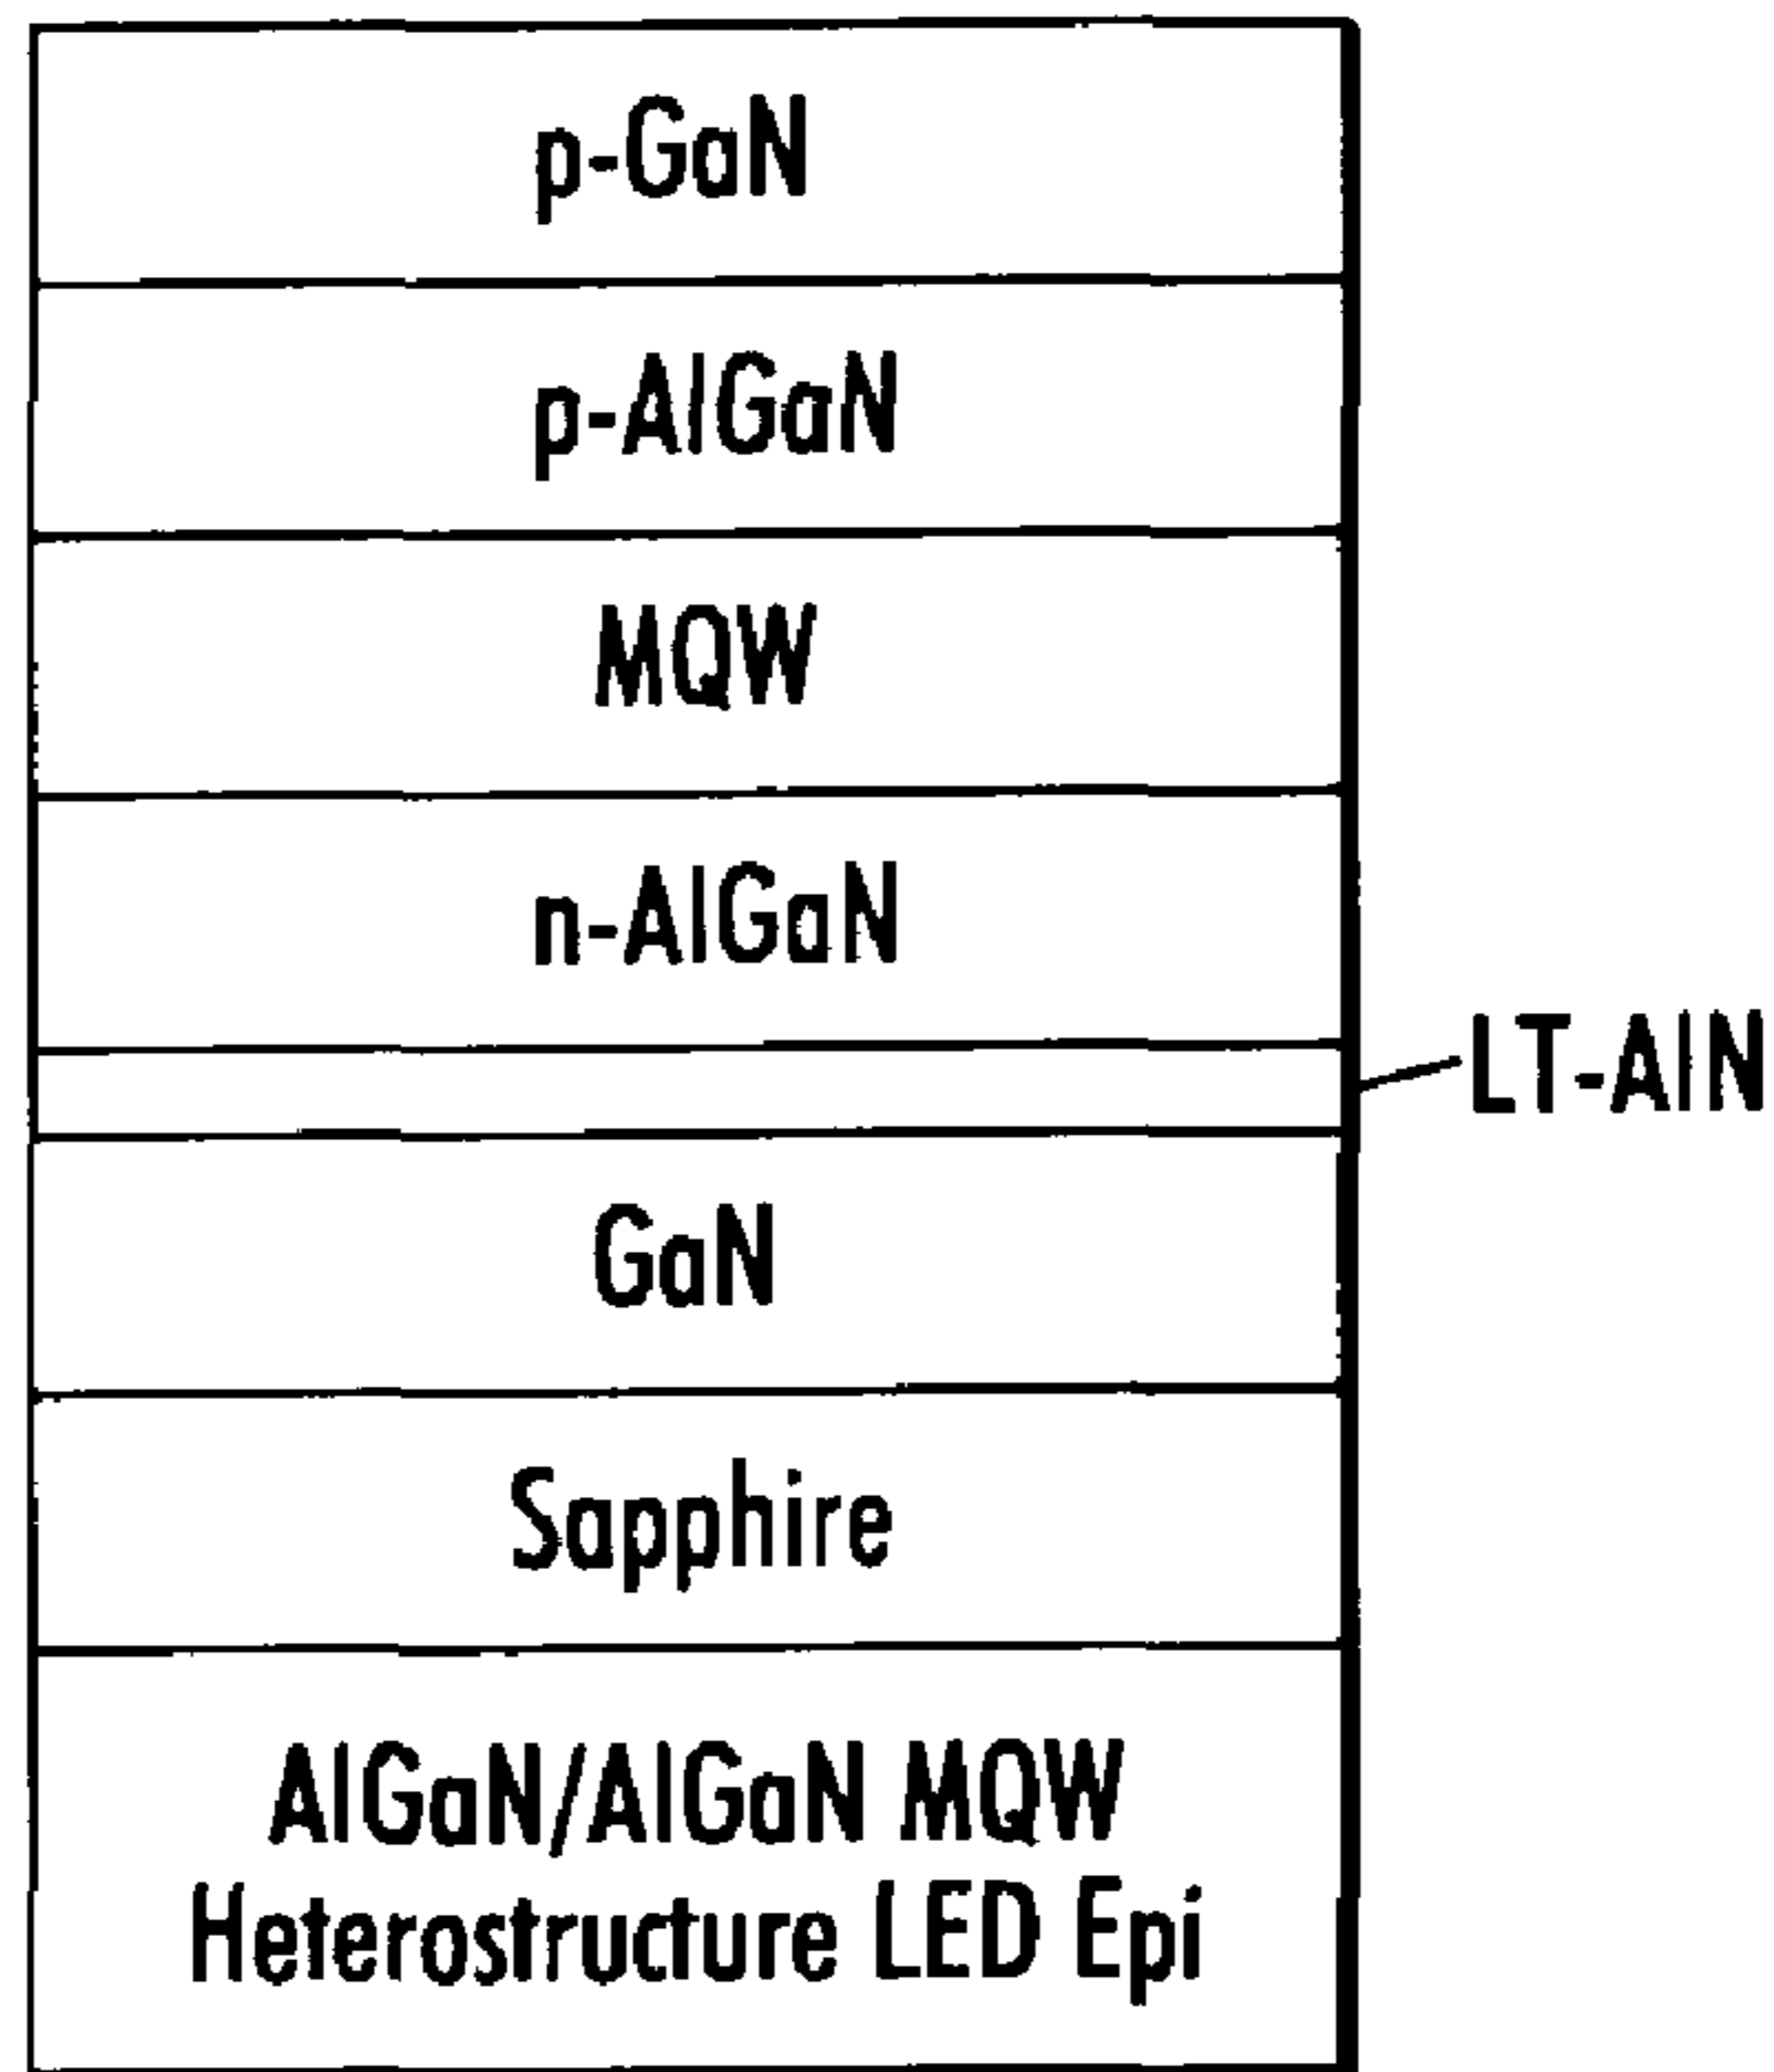 p-GaN
p-AlGaN
MQW
n-AlGaN
LT-AlN
GaN
Sapphire
AlGaN/AlGaN MQW
Heterostructure LED Epi